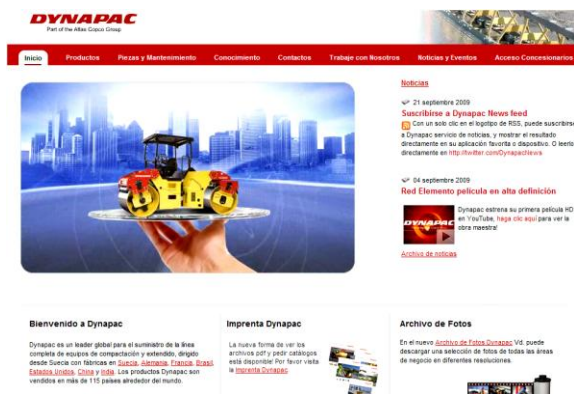 DYNAPAC
Part of the Atlas Copco Group
Inicio Productos Piezas y Mantenimiento Conocimiento Contactos Trabaje con Nosotros Noticias y Eventos Acceso Concesionarios
Noticias
21 septiembre 2009
Suscribirse a Dynapac News feed
Con un solo clic en el logotipo de RSS, puede suscribirse
a Dynapac servicio de noticias, y mostrar el resultado
directamente en su aplicación favorita o dispositivo. O leerlo
directamente en http://twitter.com/DynapacNews.
04 septiembre 2009
Red Elemento película en alta definición
DYNAPAC
Dynapac estrena su primera película HD
en YouTube, haga clic aquí para ver la
obra maestra!
Archivo de noticias
Bienvenido a Dynapac
Dynapac es un leader global para el suministro de la línea
completa de equipos de compactación y extendido, dirigido
desde Suecia con fábricas en Suecia, Alemania, Francia, Brasil,
Estados Unidos, China y India. Los productos Dynapac son
vendidos en más de 115 países alrededor del mundo.
Imprenta Dynapac
La nueva forma de ver los
archivos pdf y pedir catálogos
está disponible! Por favor visite
la Imprenta Dynapac.
Archivo de Fotos
En el nuevo Archivo de Fotos Dynapac Vd. puede
descargar una selección de fotos de todas las áreas
de negocio en diferentes resoluciones.